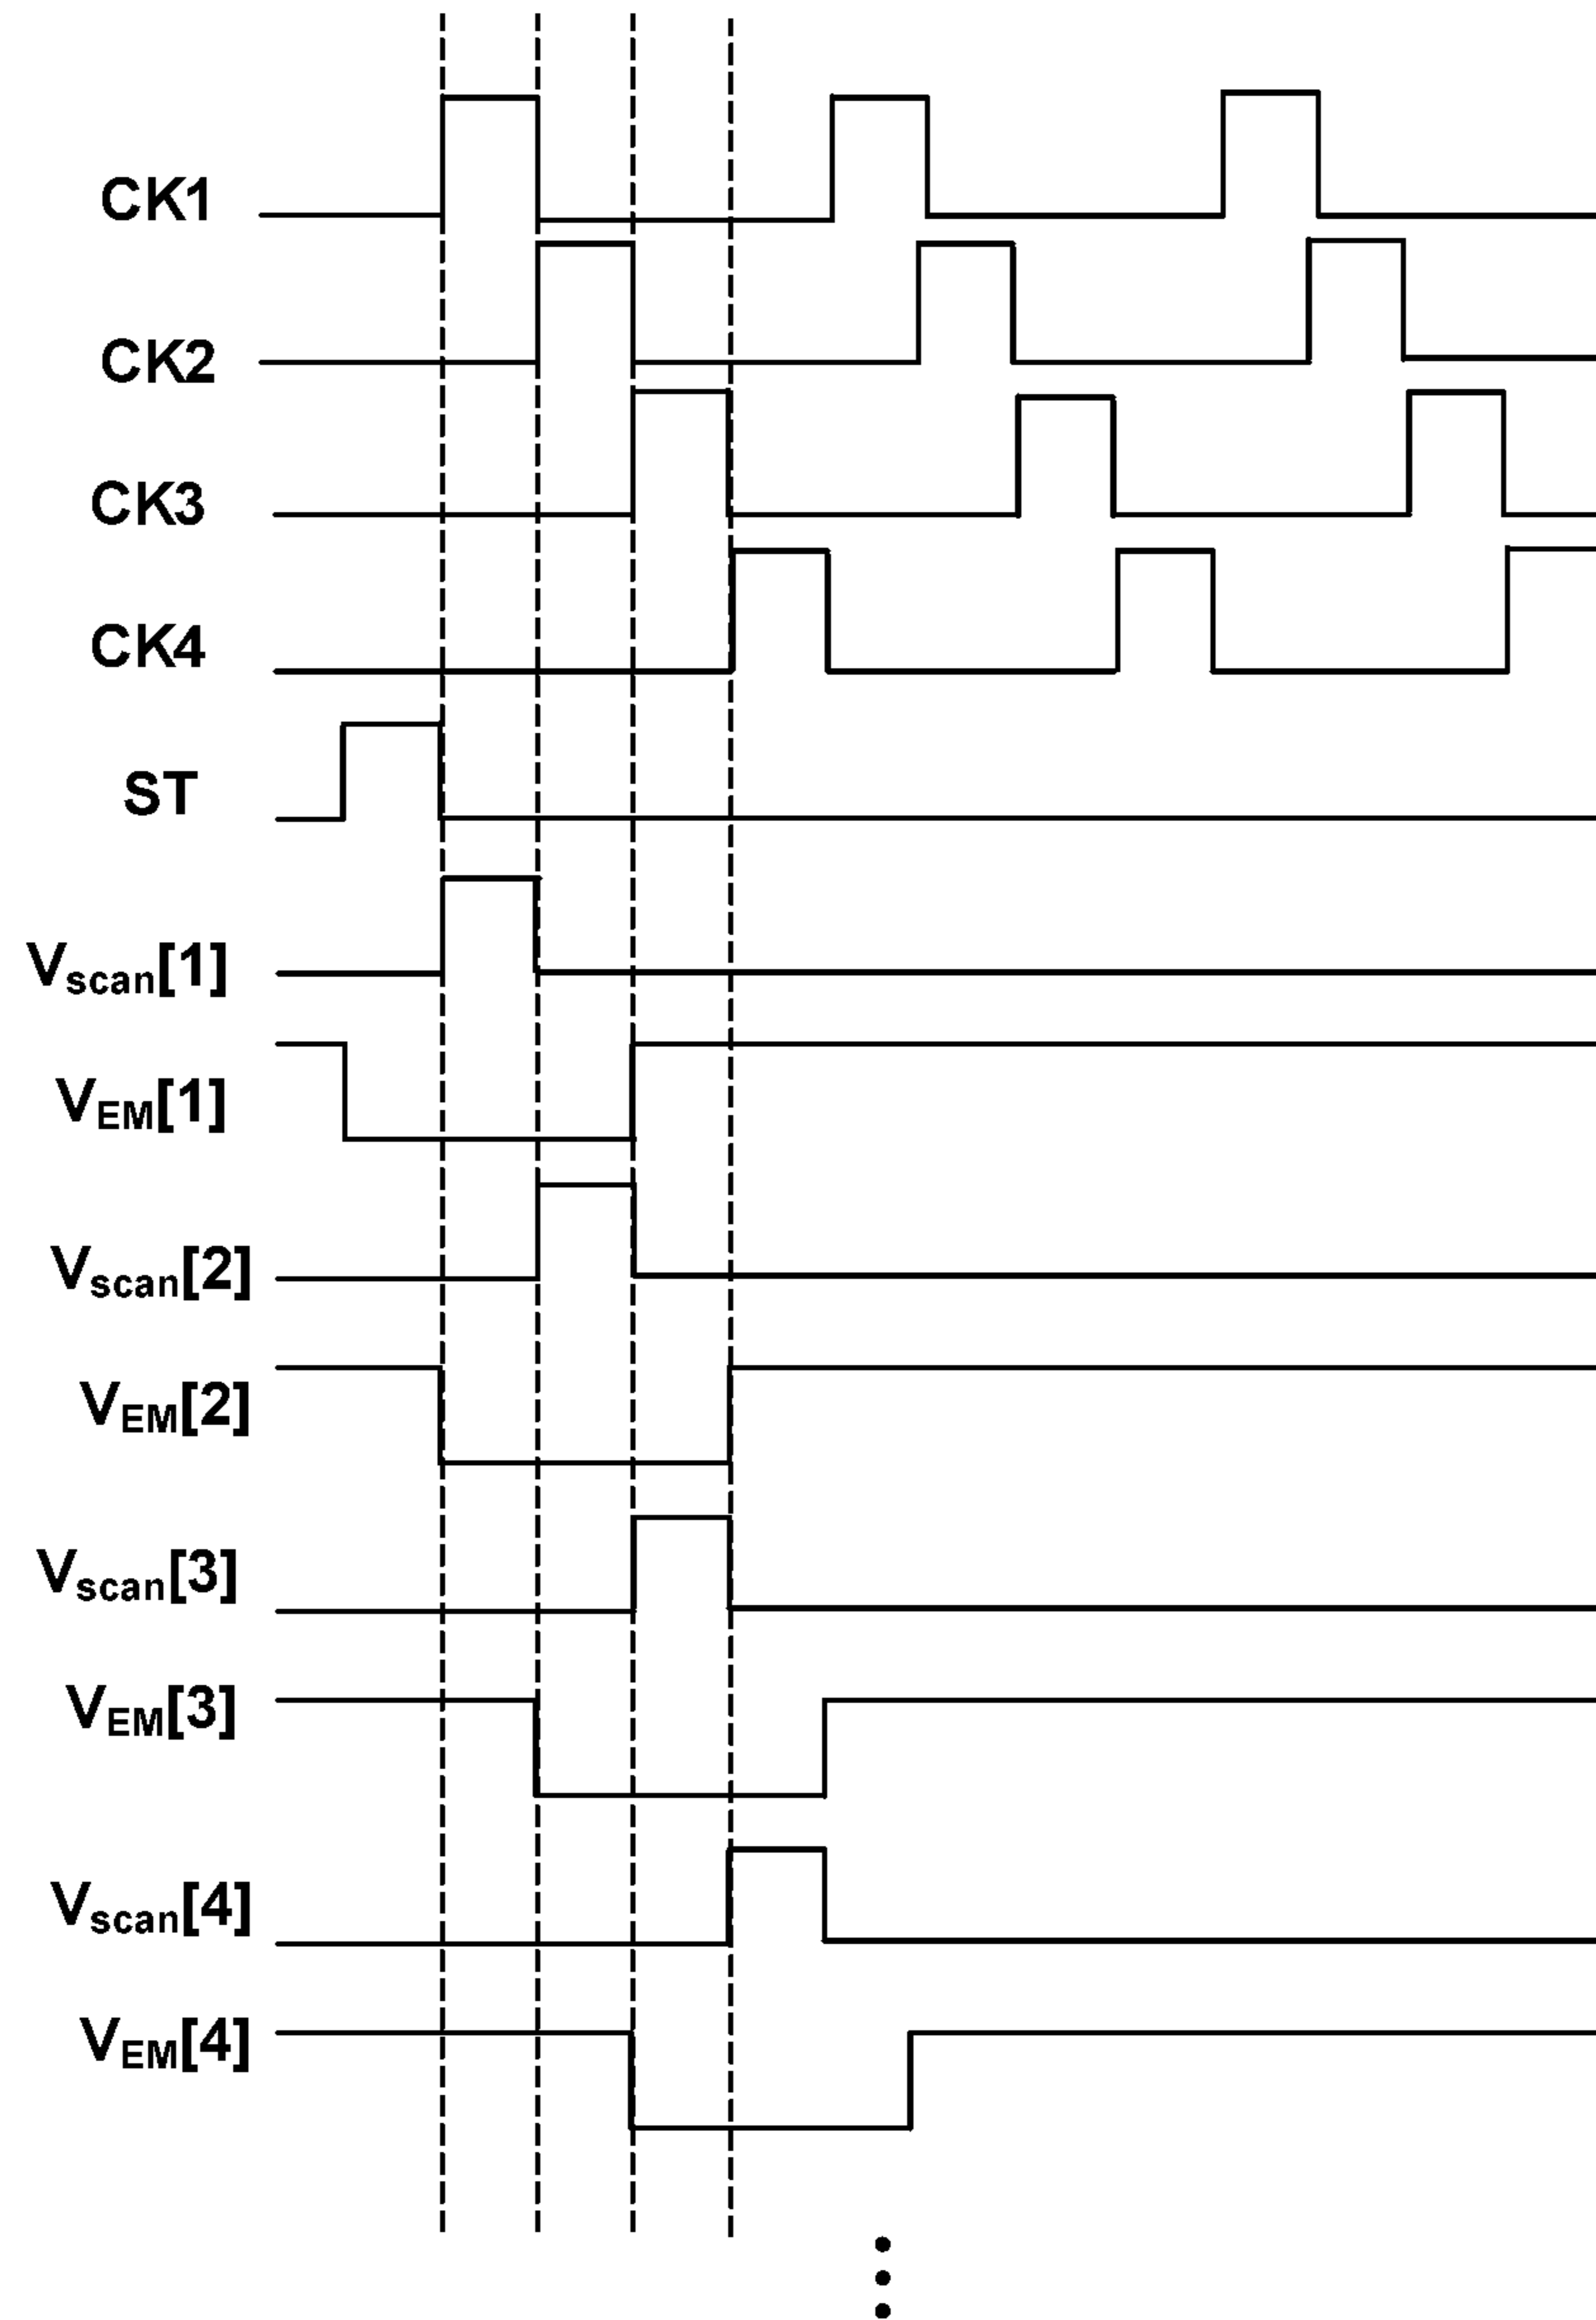 CK1
CK2
CK3
CK4
ST
Vscan[1]
VEM[1]
Vscan[2]
VEM[2]
Vscan[3]
VEM[3]
Vscan[4]
VEM[4]